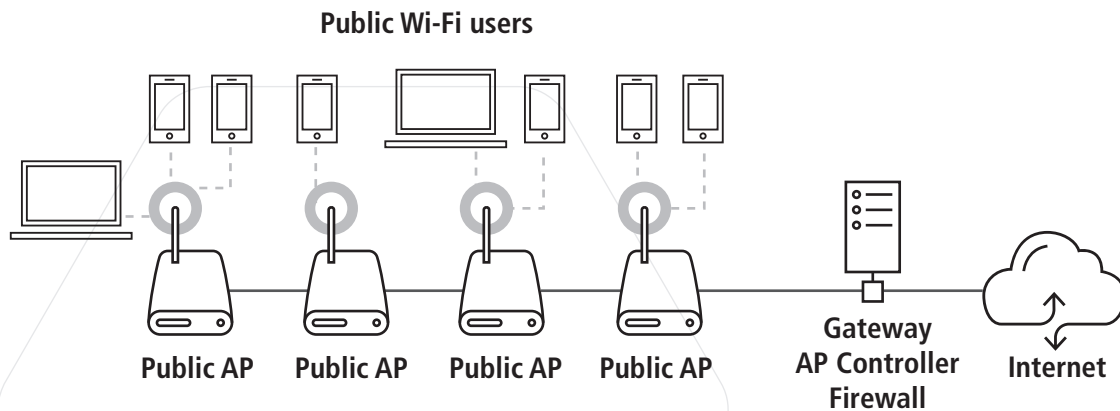 Public Wi-Fi users
Public AP
Public AP
Public AP
Public AP
Gateway
AP Controller
Firewall
Internet